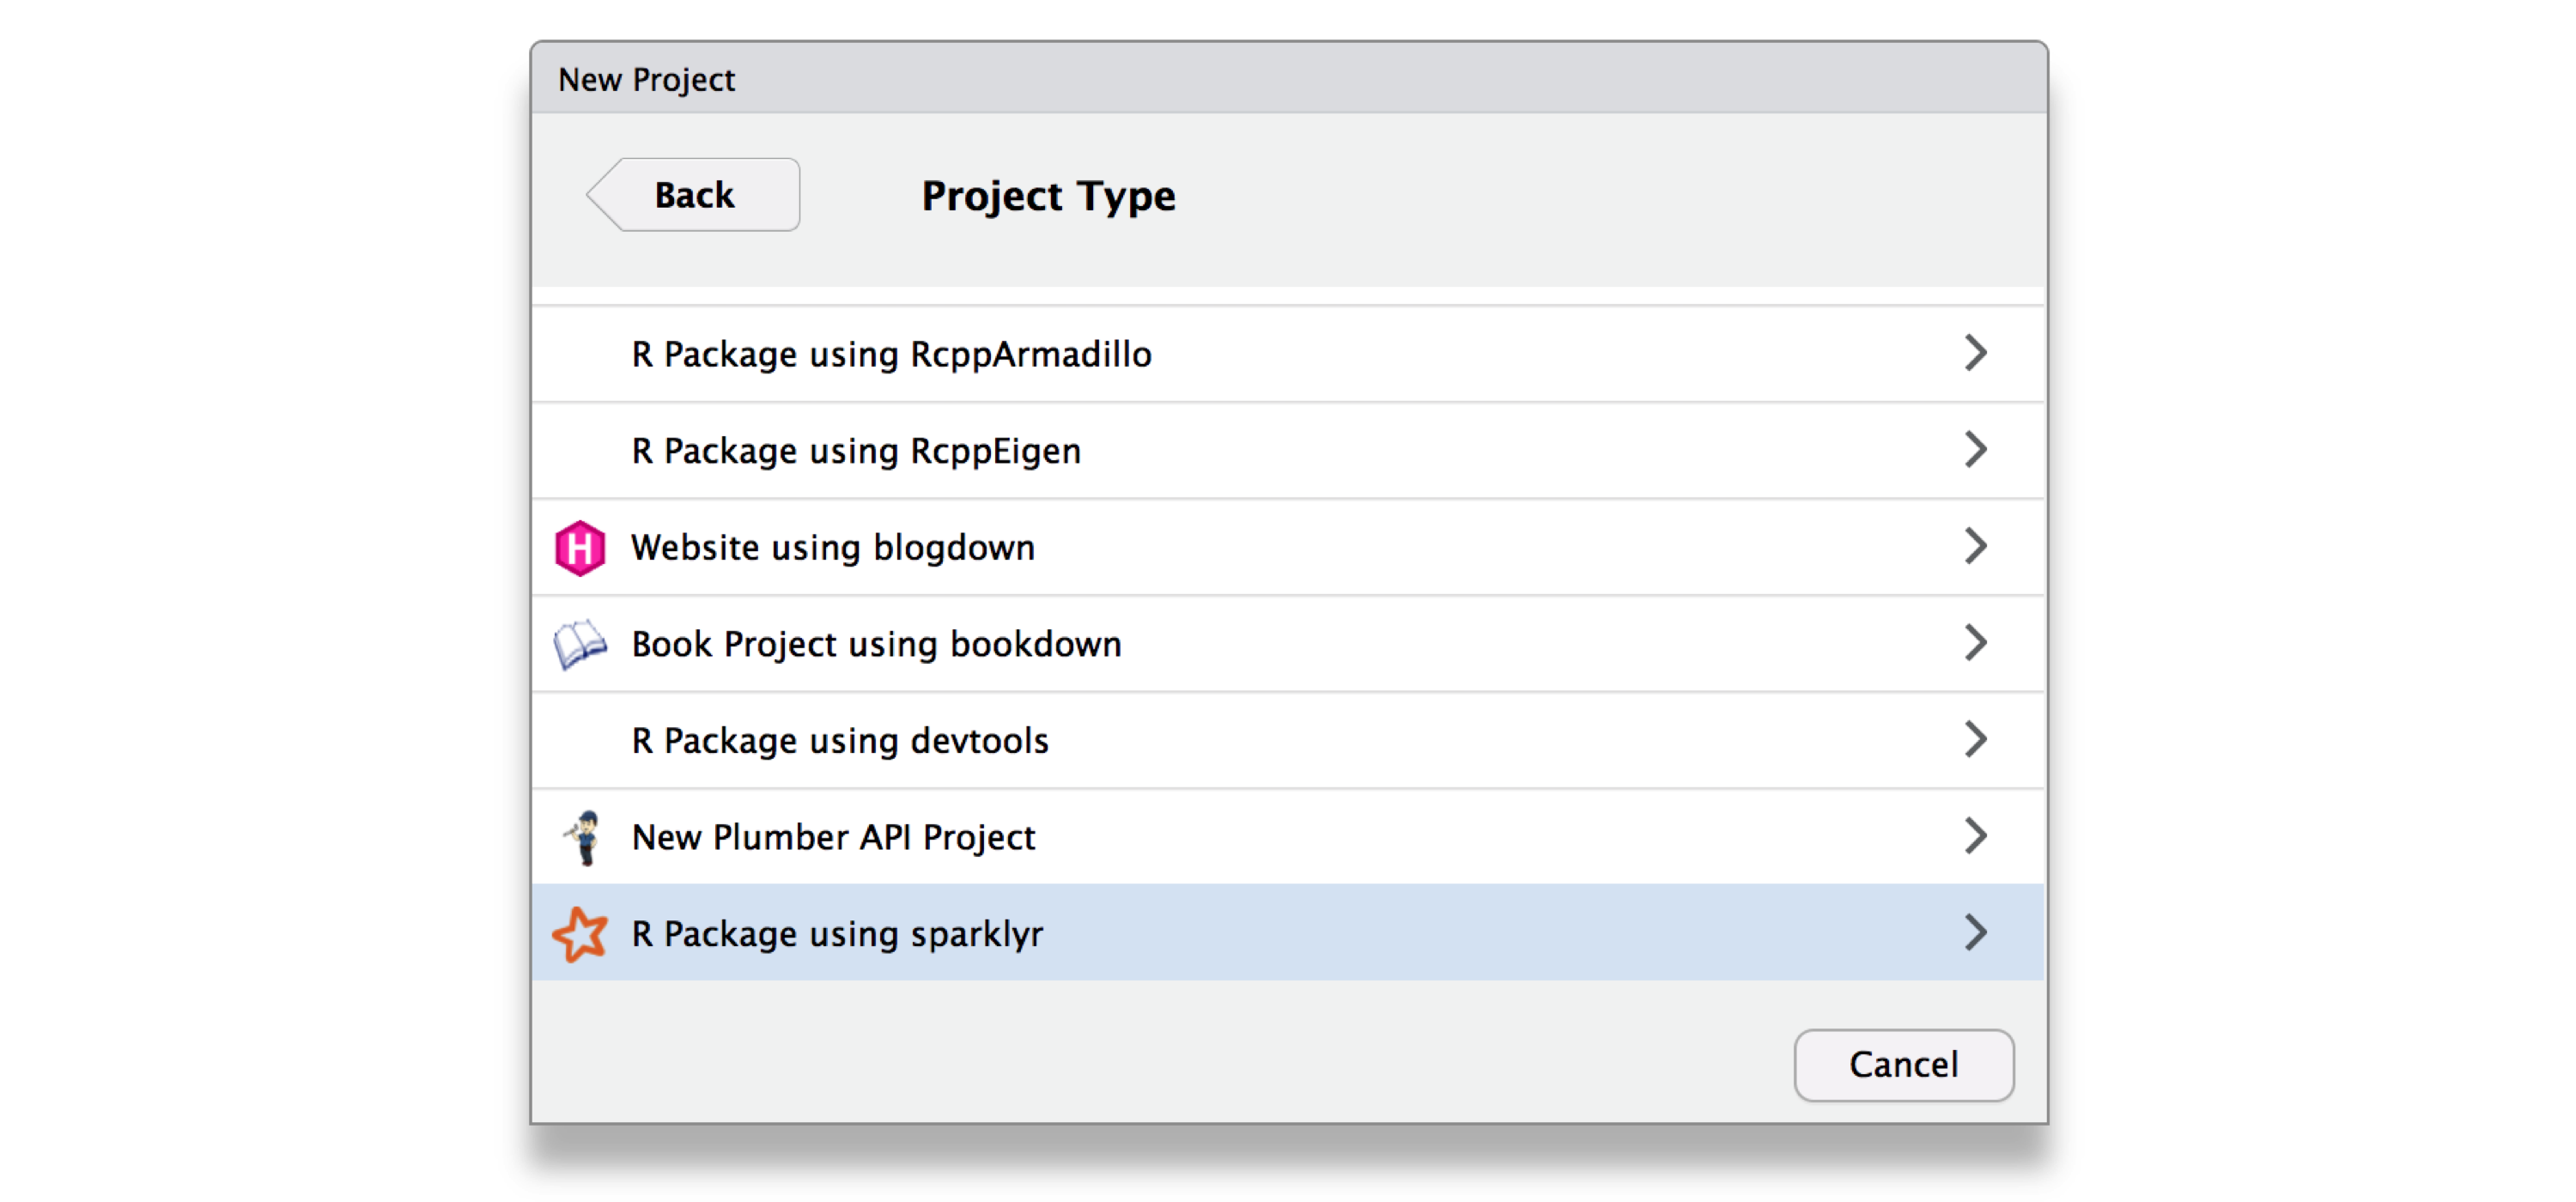 New Project
Back
Project Type
R Package using RcppArmadillo
R Package using RcppEigen
H
Website using blogdown
Book Project using bookdown
R Package using devtools
New Plumber API Project
R Package using sparklyr
Cancel